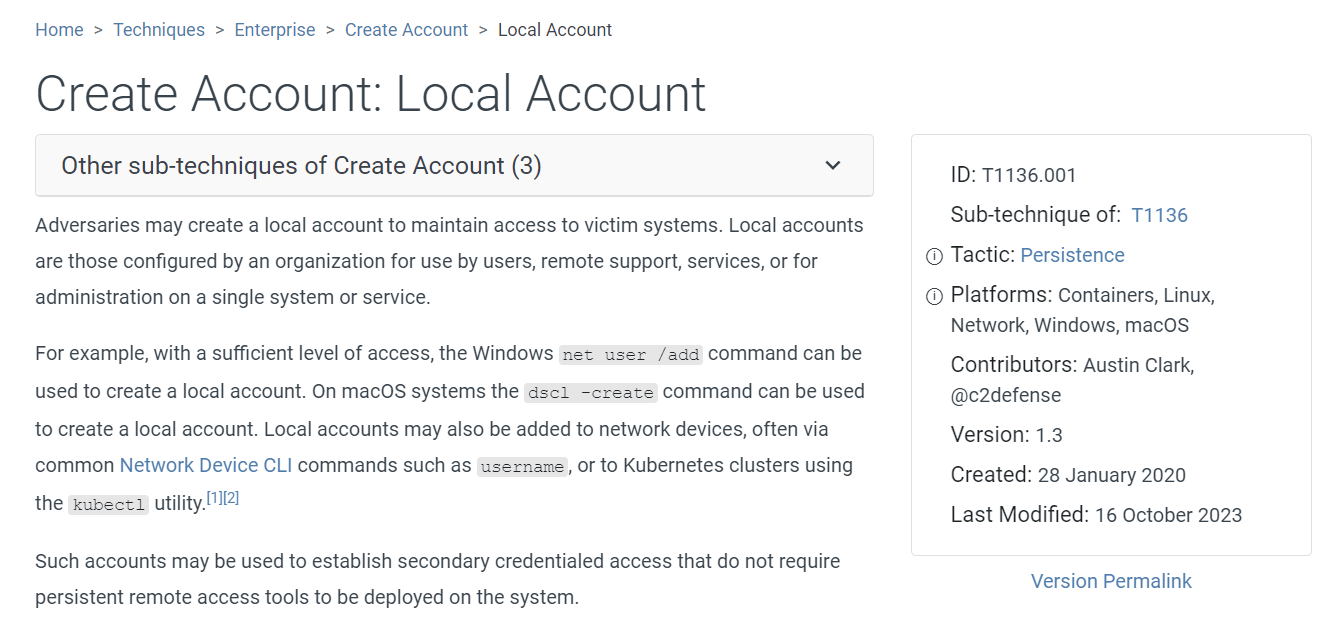 Home > Techniques > Enterprise > Create Account > Local Account
Create Account: Local Account
Other sub-techniques of Create Account (3)
Adversaries may create a local account to maintain access to victim systems. Local accounts
are those configured by an organization for use by users, remote support, services, or for
administration on a single system or service.
For example, with a sufficient level of access, the Windows net user /add command can be
used to create a local account. On macOS systems the dscl -create command can be used
to create a local account. Local accounts may also be added to network devices, often via
common Network Device CLI commands such as username, or to Kubernetes clusters using
the kubectl utility.[1][2]
Such accounts may be used to establish secondary credentialed access that do not require
persistent remote access tools to be deployed on the system.
ID: T1136.001
Sub-technique of: T1136
Tactic: Persistence
Platforms: Containers, Linux,
Network, Windows, macOS
Contributors: Austin Clark,
@c2defense
Version: 1.3
Created: 28 January 2020
Last Modified: 16 October 2023
Version Permalink